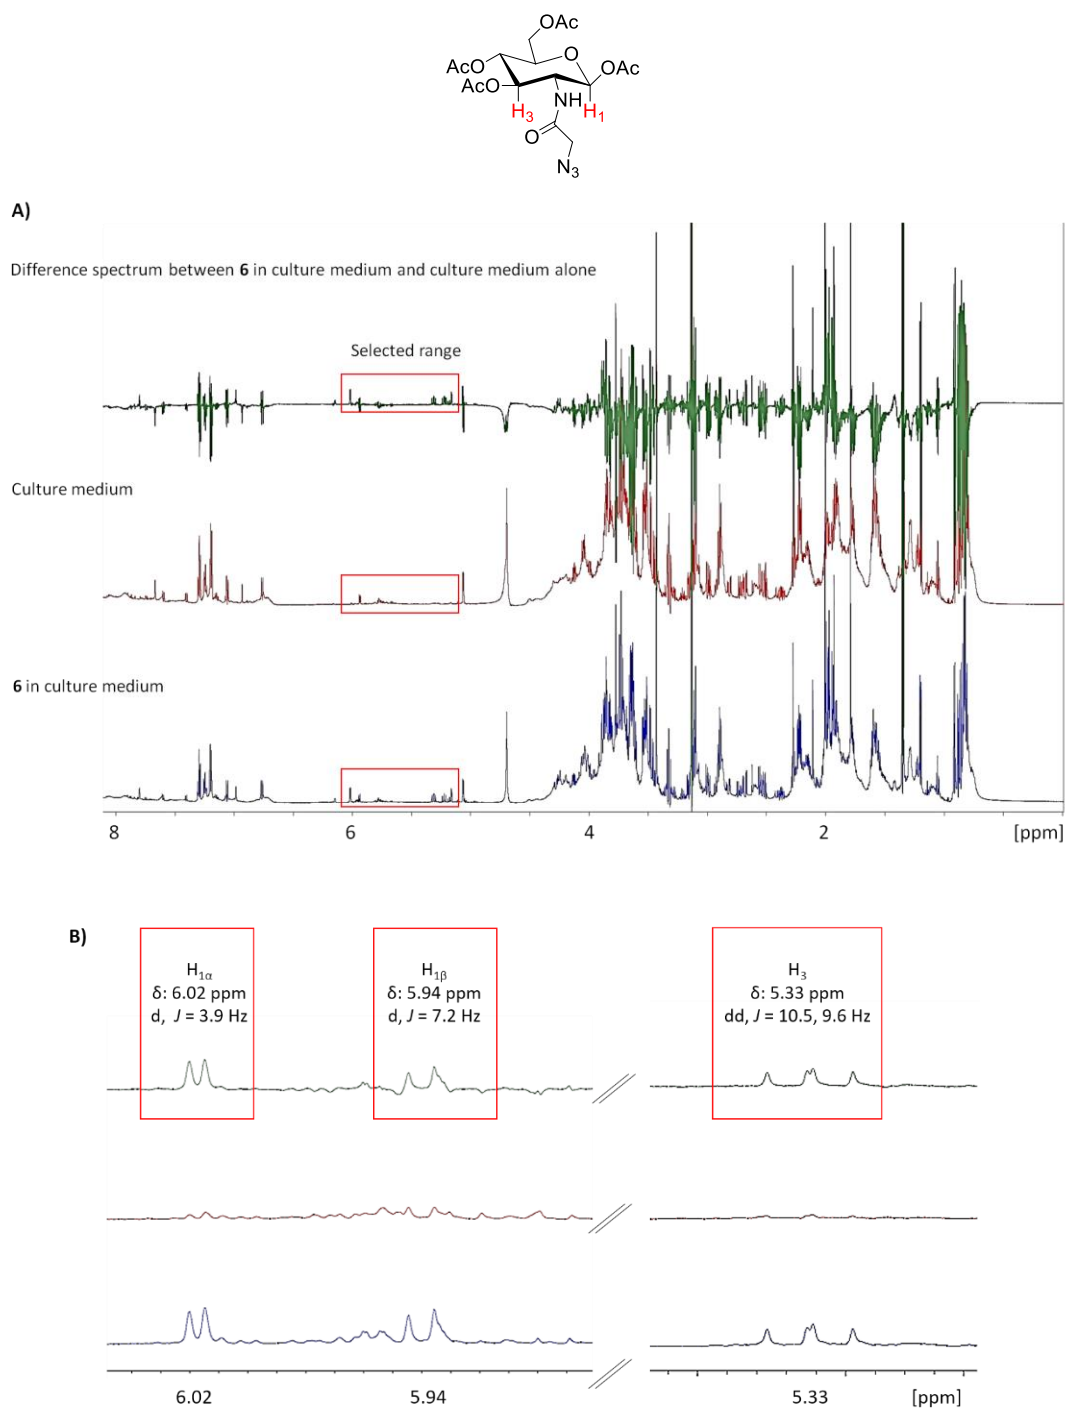 OAc
O
AcO
OAc
AcO
NH
H3
H1
O
N3
A)
Difference spectrum between 6 in culture medium and culture medium alone
Selected range
Culture medium
6 in culture medium
8 6 4 2 [ppm]
B)
H1α
δ: 6.02 ppm
d, J = 3.9 Hz
H1β
δ: 5.94 ppm
d, J = 7.2 Hz
H3
δ: 5.33 ppm
dd, J = 10.5, 9.6 Hz
6.02 5.94 5.33 [ppm]